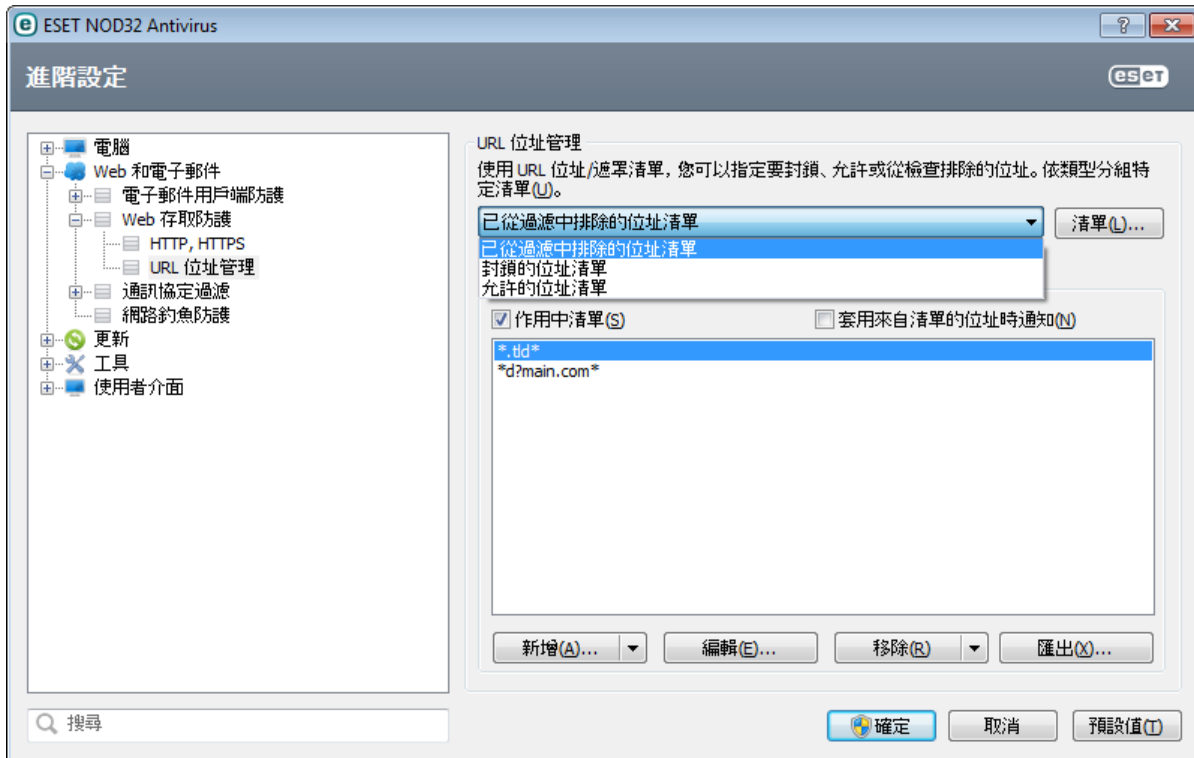 ESET NOD32 Antivirus
進階設定
eseT
電腦
Web 和電子郵件
電子郵件用戶端防護
Web 存取防護
HTTP, HTTPS
URL 位址管理
通訊協定過濾
網路釣魚防護
更新
工具
使用者介面
搜尋
URL 位址管理
使用 URL 位址/遮罩清單，您可以指定要封鎖、允許或從檢查排除的位址。依類型分組特
定清單(U)。
已從過濾中排除的位址清單
清單(L)...
已從過濾中排除的位址清單
封鎖的位址清單
允許的位址清單
作用中清單(S)
套用來自清單的位址時通知(N)
*.tld*
*d?main.com*
新增(A)...
編輯(E)...
移除(R)
匯出(X)...
確定
取消
預設值(T)